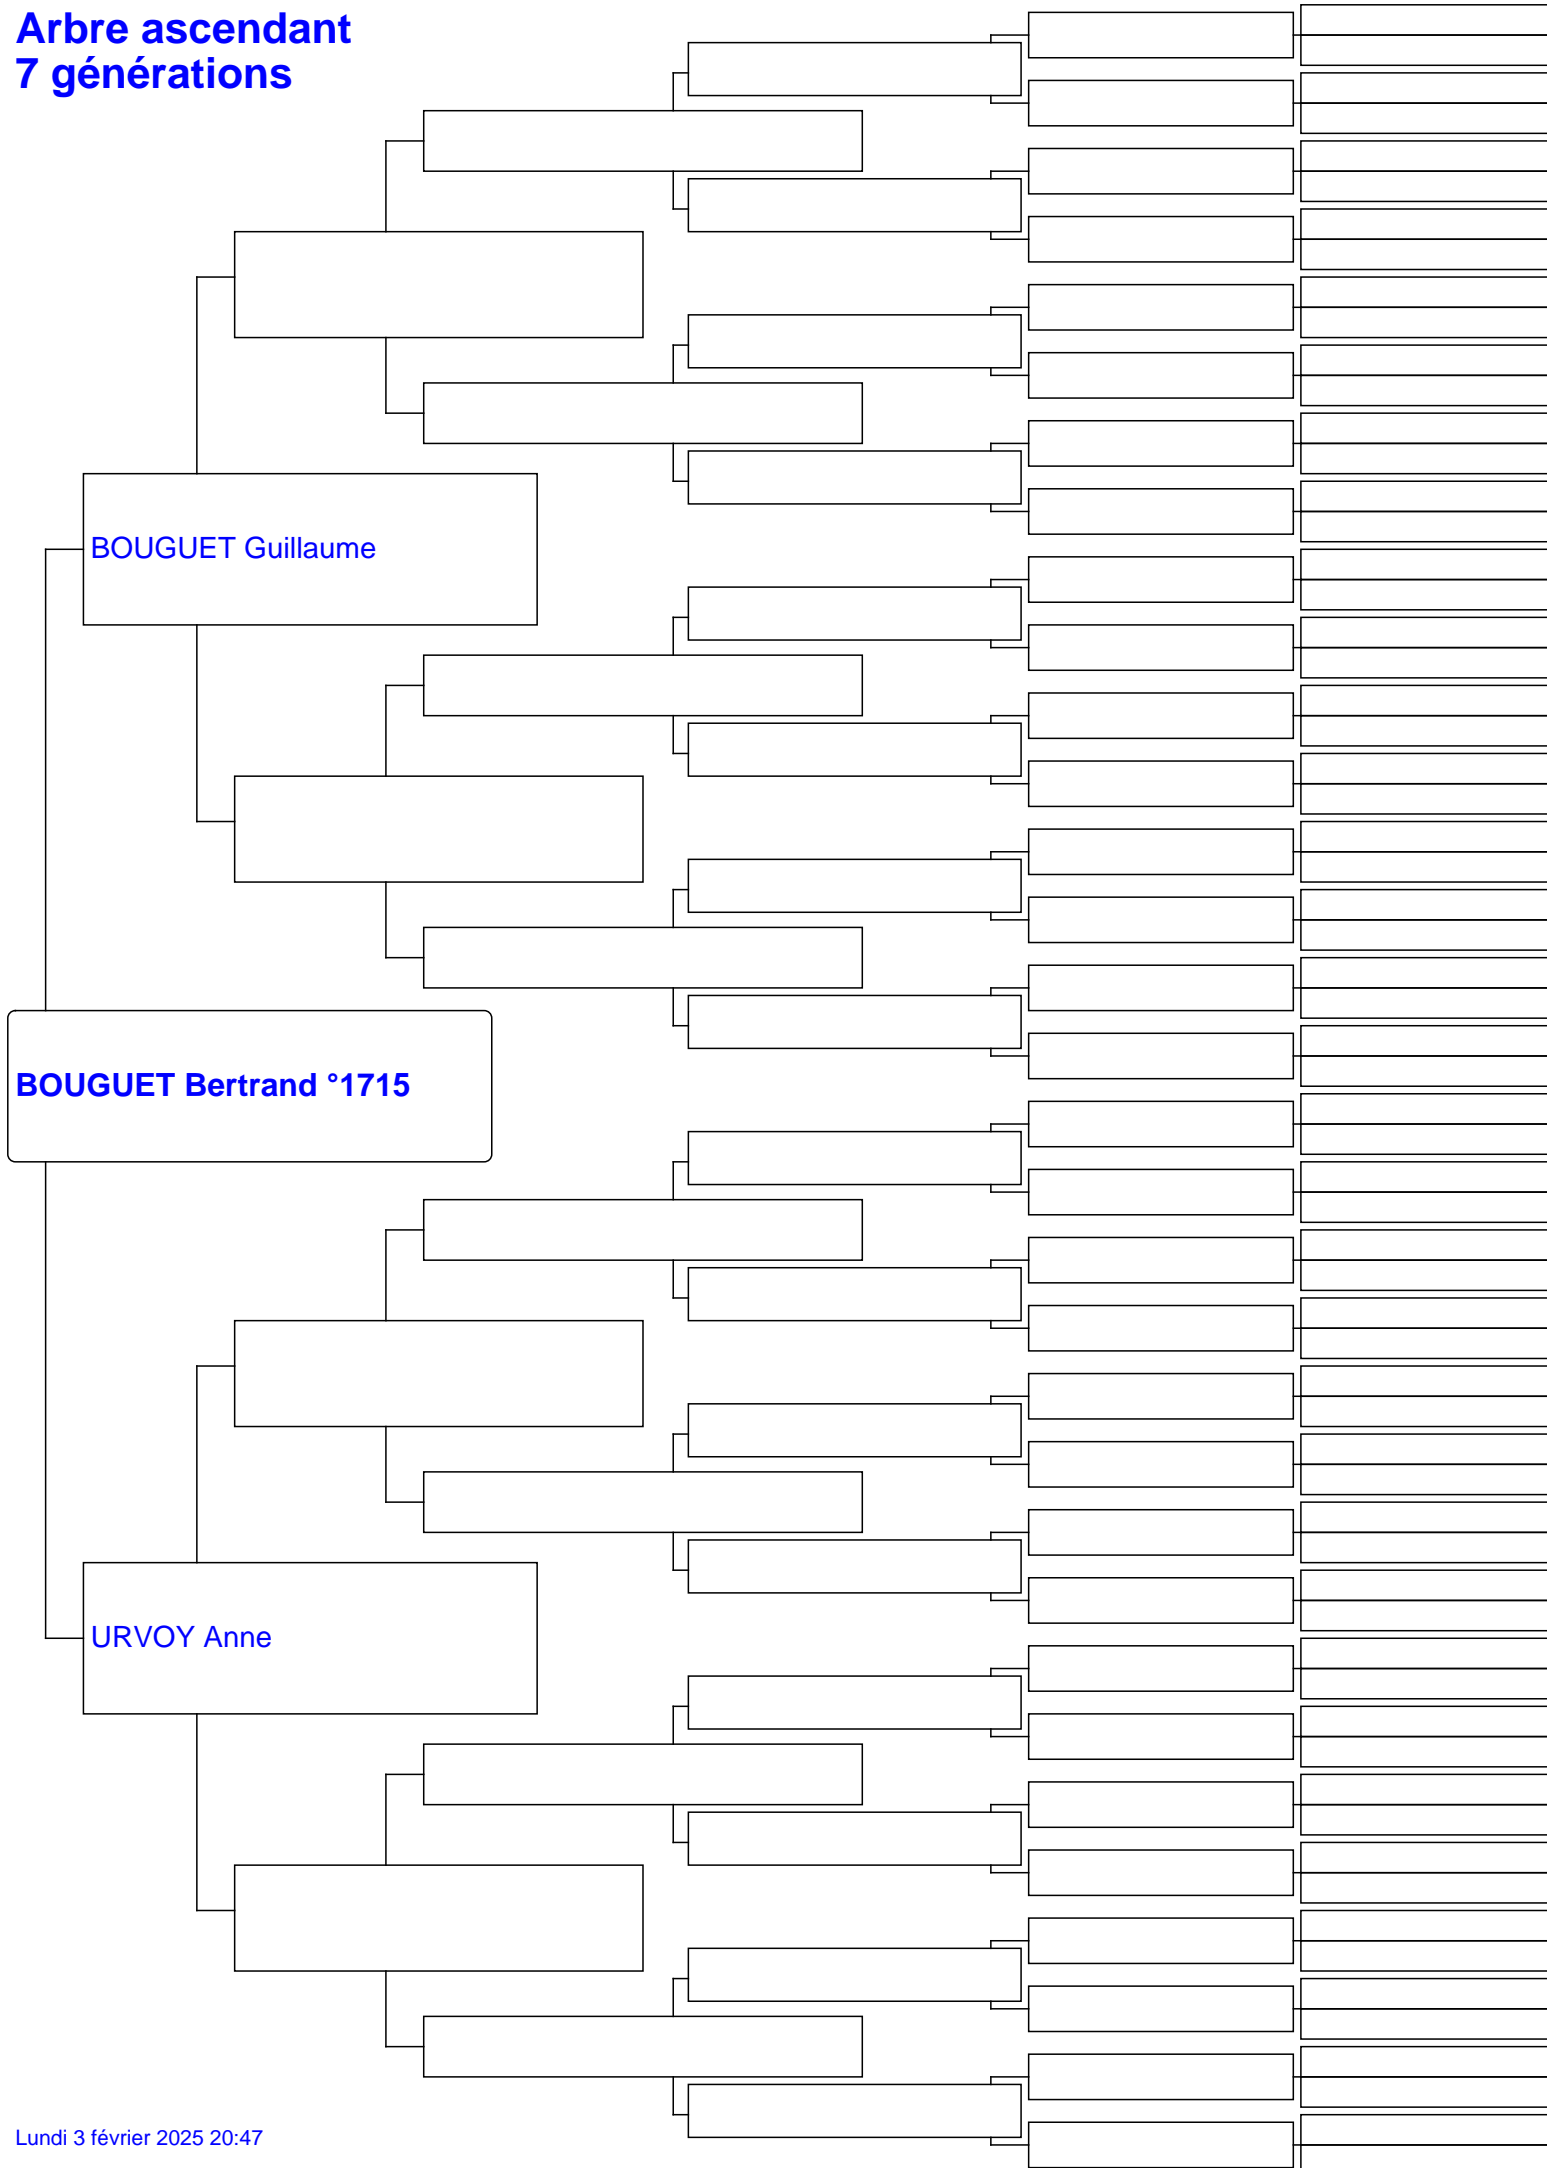 Arbre ascendant
7 générations
BOUGUET Guillaume
BOUGUET Bertrand °1715
URVOY Anne
Lundi 3 février 2025 20:47